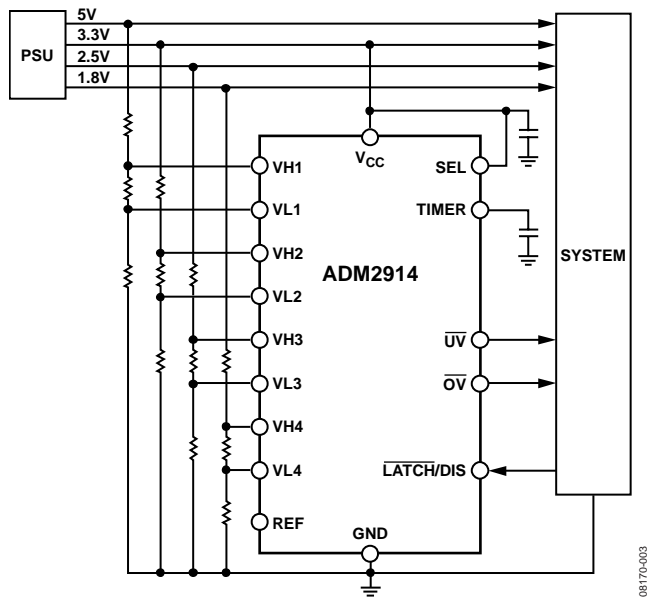 5V
3.3V
2.5V
1.8V
PSU
VCC
VH1
VL1
VH2
VL2
VH3
VL3
VH4
VL4
REF
ADM2914
SEL
TIMER
UV
OV
LATCH/DIS
GND
SYSTEM
08170-003